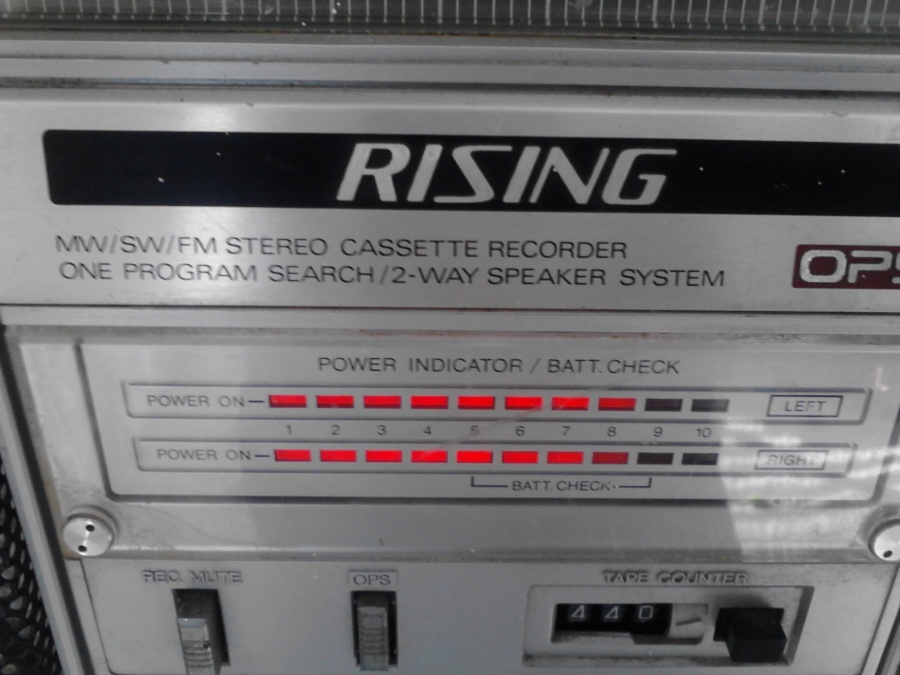 RISING
MW/SW/FM STEREO CASSETTE RECORDER
ONE PROGRAM SEARCH/2-WAY SPEAKER SYSTEM
OPS
POWER INDICATOR / BATT. CHECK
POWER ON LEFT
1 2 3 4 5 6 7 8 9 10
POWER ON RIGHT
BATT. CHECK
REC. MUTE OPS TAPE COUNTER
440